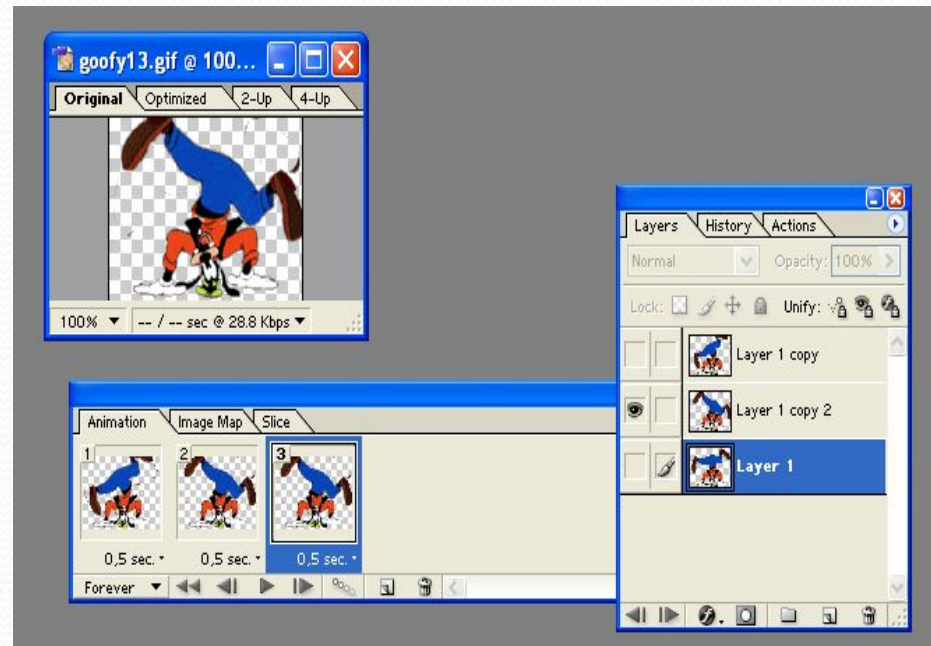 goofy13.gif @ 100...
Original Optimized 2-Up 4-Up
100% -- / -- sec @ 28.8 Kbps
Layers History Actions
Normal Opacity: 100%
Lock: Unify:
Layer 1 copy
Layer 1 copy 2
Layer 1
Animation Image Map Slice
1 2 3
0,5 sec. 0,5 sec. 0,5 sec.
Forever